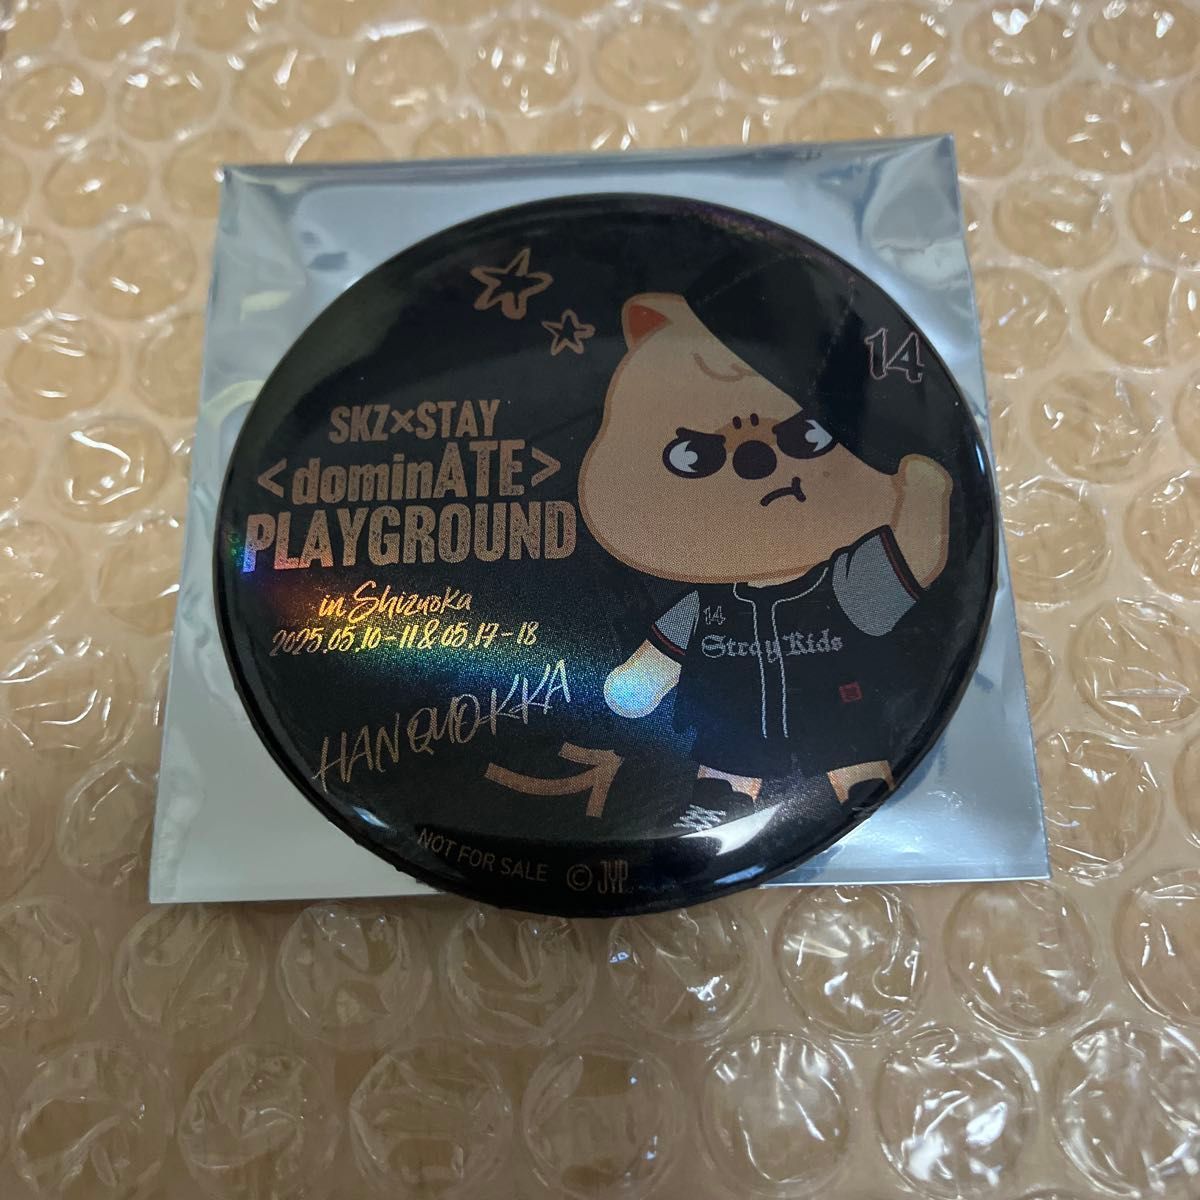 14
SKZ×STAY
<dominATE>
PLAYGROUND
in Shizuoka
2025.05.10-11&05.17-18
HAN QUOKKA
14
Stray Kids
NOT FOR SALE © JYP.